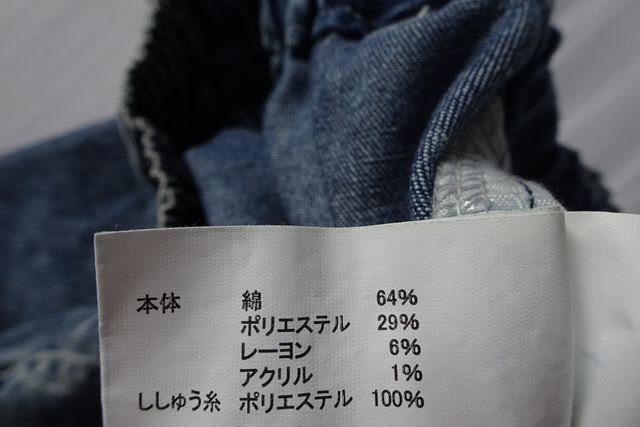 本体 綿 64%
ポリエステル 29%
レーヨン 6%
アクリル 1%
ししゅう糸 ポリエステル 100%